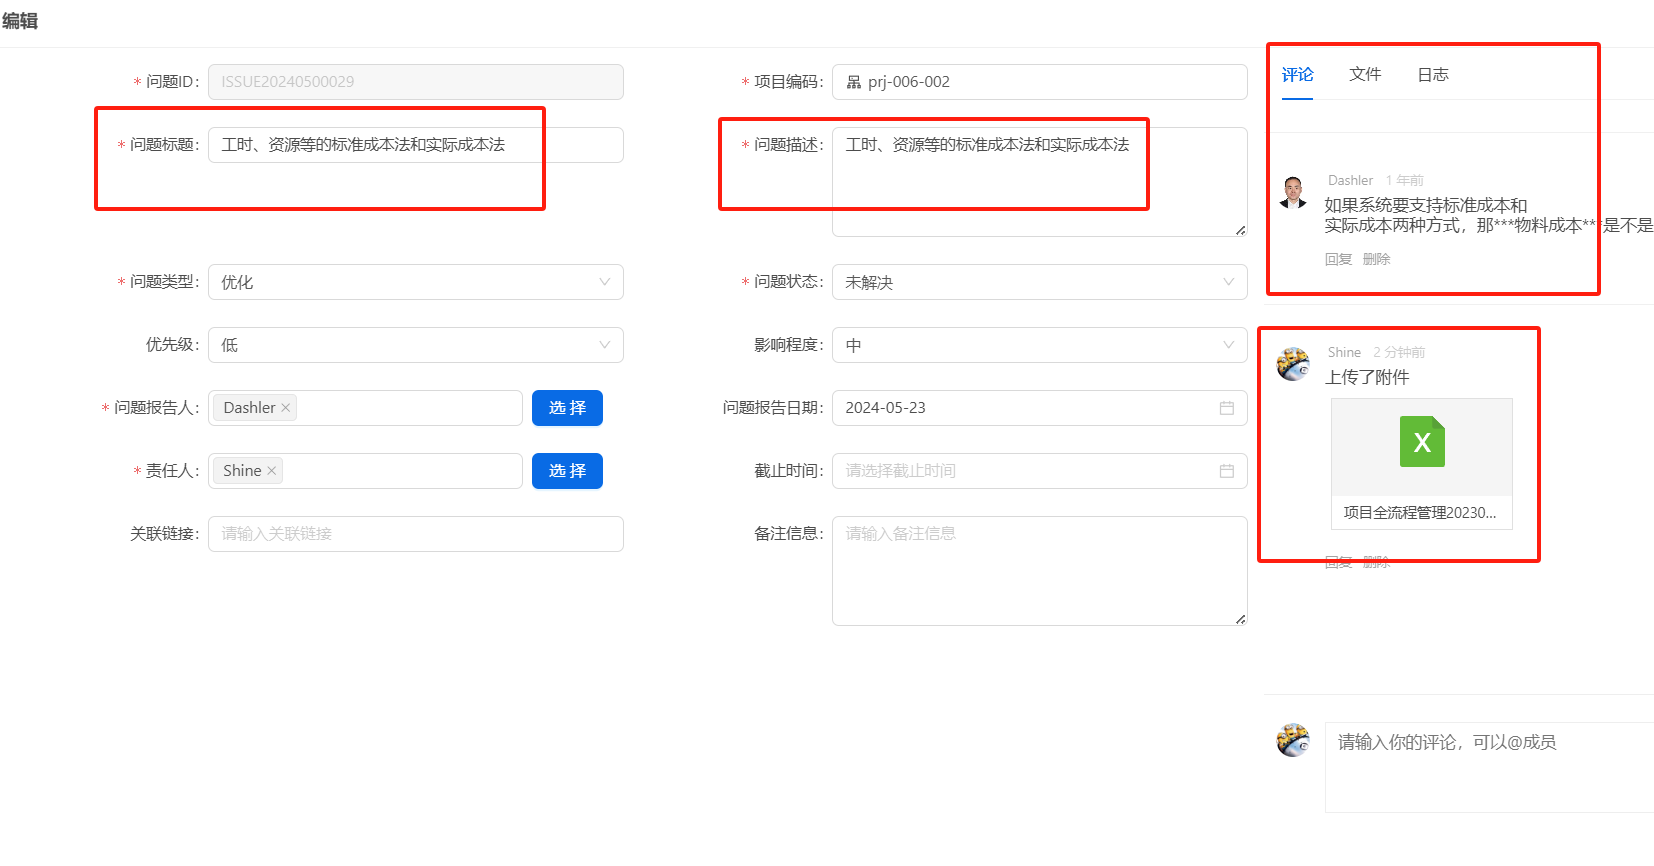 编辑
* 问题ID: ISSUE20240500029
* 项目编码: prj-006-002
* 问题标题: 工时、资源等的标准成本法和实际成本法
* 问题描述: 工时、资源等的标准成本法和实际成本法
* 问题类型: 优化
* 问题状态: 未解决
优先级: 低
影响程度: 中
* 问题报告人: Dashler × 选 择
问题报告日期: 2024-05-23
* 责任人: Shine × 选 择
截止时间: 请选择截止时间
关联链接: 请输入关联链接
备注信息: 请输入备注信息
评论 文件 日志
Dashler 1 年前
如果系统要支持标准成本和
实际成本两种方式，那***物料成本***是不是
回复 删除
Shine 2 分钟前
上传了附件
X
项目全流程管理20230...
回复 删除
请输入你的评论，可以@成员